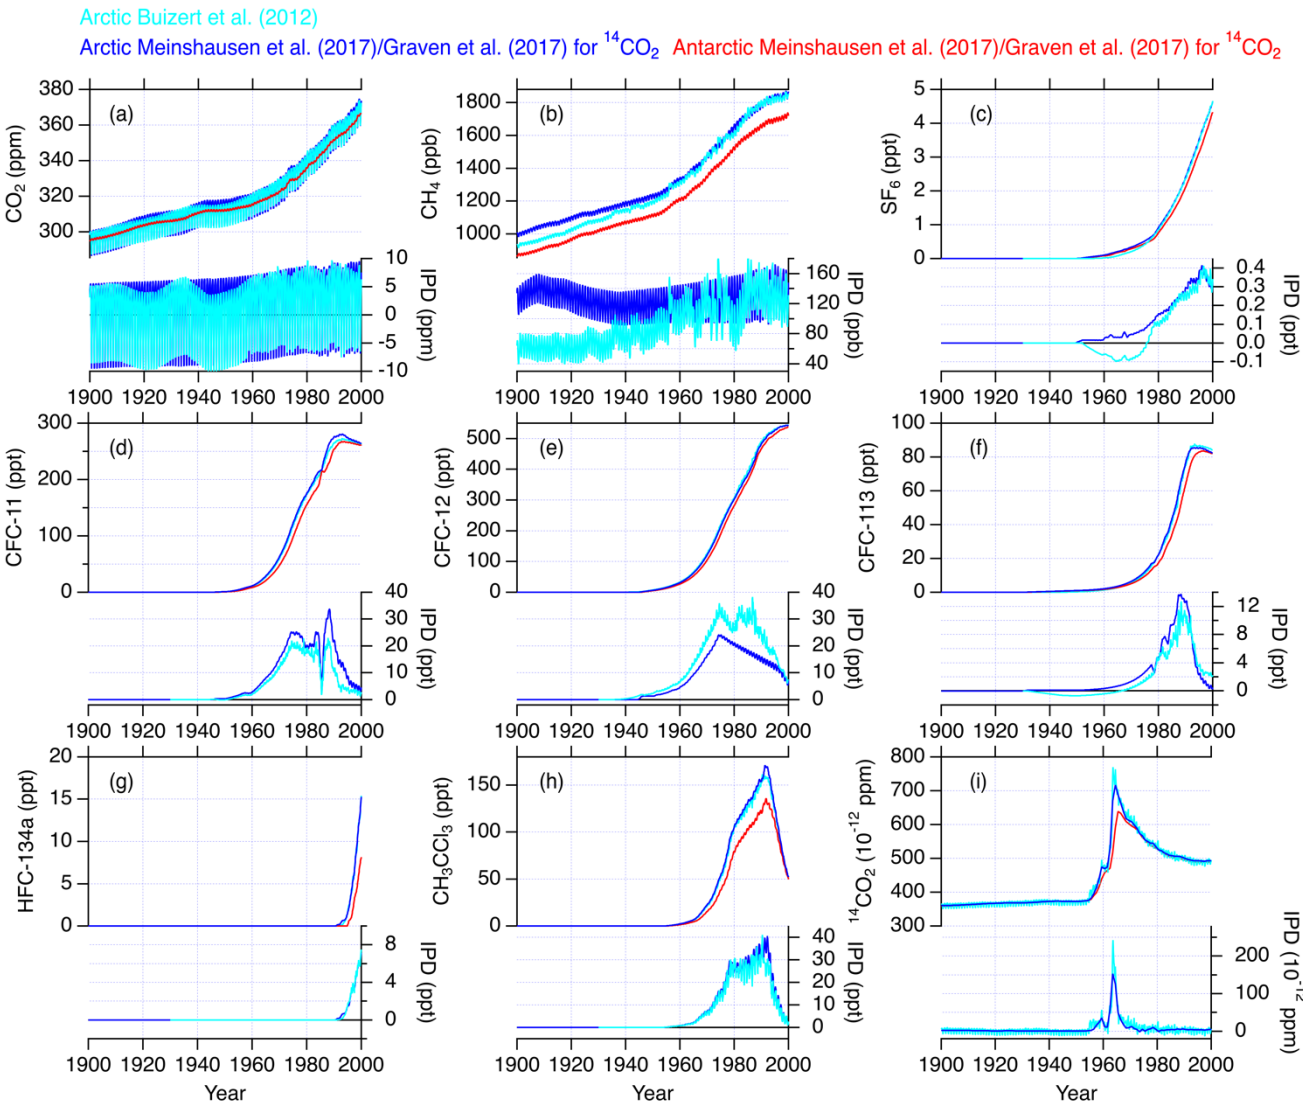 Arctic Buizert et al. (2012)
Arctic Meinshausen et al. (2017)/Graven et al. (2017) for ¹⁴CO₂ Antarctic Meinshausen et al. (2017)/Graven et al. (2017) for ¹⁴CO₂
(a)
CO₂ (ppm)
380
360
340
320
300
10
5
0
-5
-10
IPD (ppm)
1900 1920 1940 1960 1980 2000
(b)
CH₄ (ppb)
1800
1600
1400
1200
1000
160
120
80
40
IPD (ppb)
1900 1920 1940 1960 1980 2000
(c)
SF₆ (ppt)
5
4
3
2
1
0
0.4
0.3
0.2
0.1
0.0
-0.1
IPD (ppt)
1900 1920 1940 1960 1980 2000
(d)
CFC-11 (ppt)
300
200
100
0
40
30
20
10
0
IPD (ppt)
1900 1920 1940 1960 1980 2000
(e)
CFC-12 (ppt)
500
400
300
200
100
0
40
30
20
10
0
IPD (ppt)
1900 1920 1940 1960 1980 2000
(f)
CFC-113 (ppt)
100
80
60
40
20
0
12
8
4
0
IPD (ppt)
1900 1920 1940 1960 1980 2000
(g)
HFC-134a (ppt)
20
15
10
5
0
8
6
4
2
0
IPD (ppt)
1900 1920 1940 1960 1980 2000
Year
(h)
CH₃CCl₃ (ppt)
150
100
50
0
40
30
20
10
0
IPD (ppt)
1900 1920 1940 1960 1980 2000
Year
(i)
¹⁴CO₂ (10⁻¹² ppm)
800
700
600
500
400
300
200
100
0
IPD (10⁻¹² ppm)
1900 1920 1940 1960 1980 2000
Year